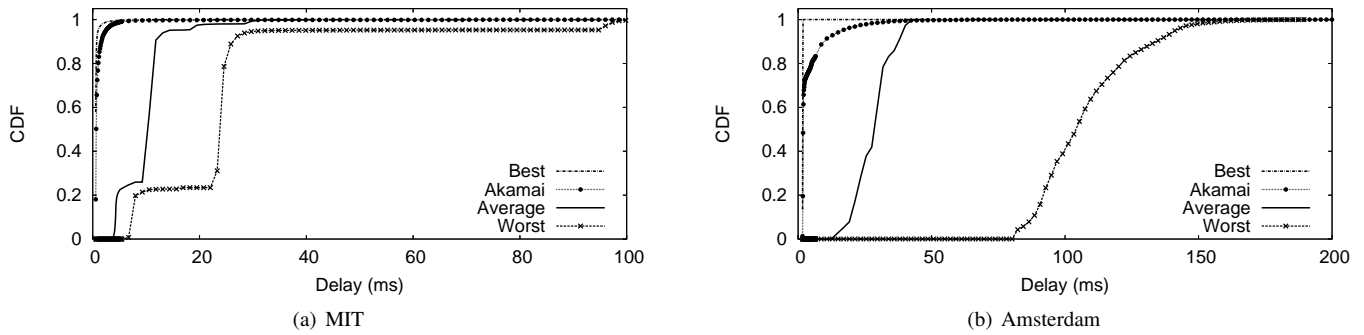 1
0.8
0.6
0.4
0.2
0
CDF
0
20
40
60
80
100
Delay (ms)
Best
Akamai
Average
Worst
(a) MIT
1
0.8
0.6
0.4
0.2
0
CDF
0
50
100
150
200
Delay (ms)
Best
Akamai
Average
Worst
(b) Amsterdam